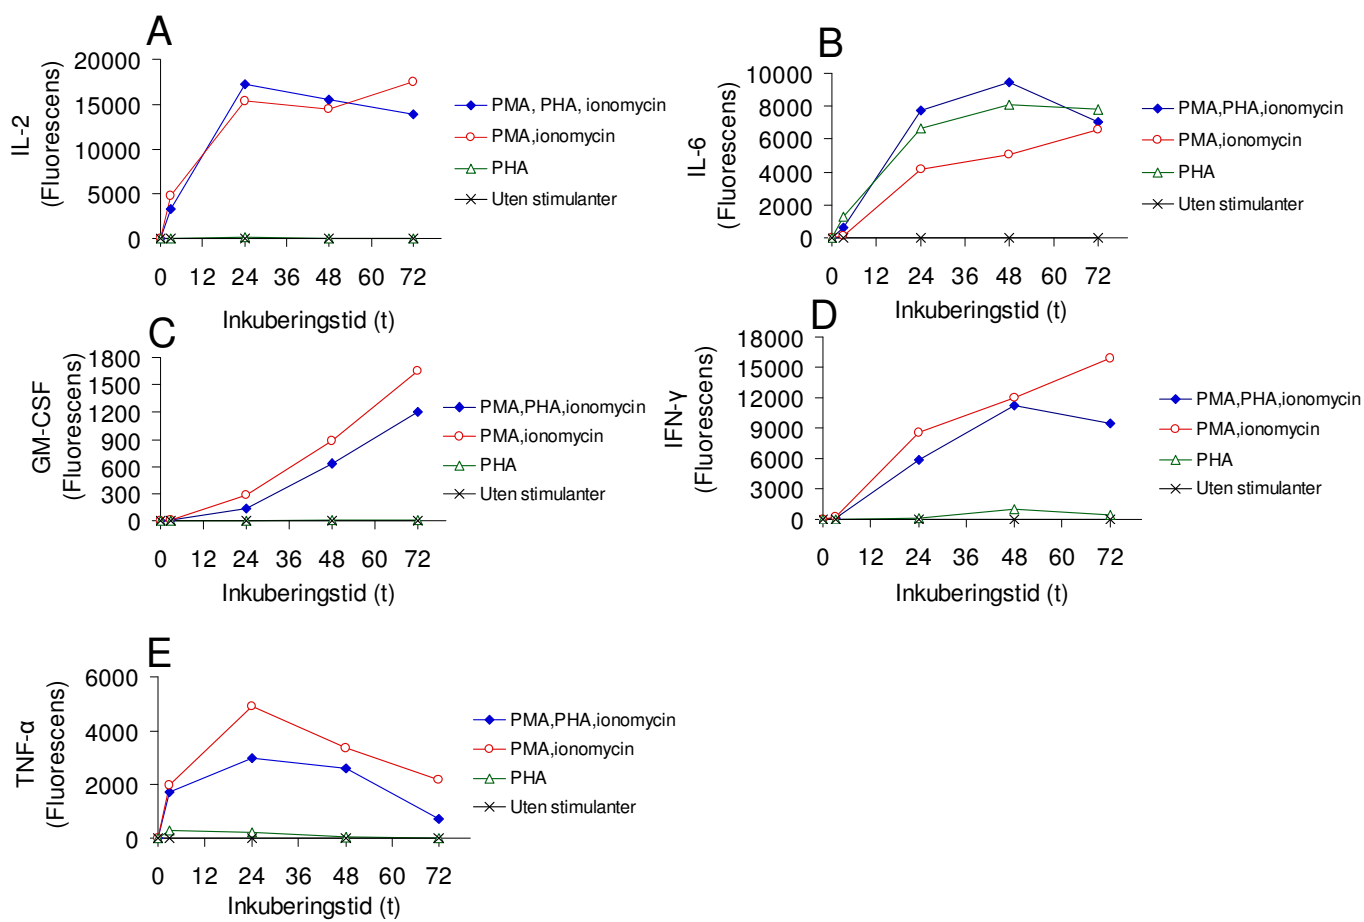 A
IL-2
(Fluorescens)
20000
15000
10000
5000
0
0 12 24 36 48 60 72
Inkuberingstid (t)
PMA, PHA, ionomycin
PMA,ionomycin
PHA
Uten stimulanter
B
IL-6
(Fluorescens)
10000
8000
6000
4000
2000
0
0 12 24 36 48 60 72
Inkuberingstid (t)
PMA,PHA,ionomycin
PMA,ionomycin
PHA
Uten stimulanter
C
GM-CSF
(Fluorescens)
1800
1500
1200
900
600
300
0
0 12 24 36 48 60 72
Inkuberingstid (t)
PMA,PHA,ionomycin
PMA,ionomycin
PHA
Uten stimulanter
D
IFN-γ
(Fluorescens)
18000
15000
12000
9000
6000
3000
0
0 12 24 36 48 60 72
Inkuberingstid (t)
PMA,PHA,ionomycin
PMA,ionomycin
PHA
Uten stimulanter
E
TNF-α
(Fluorescens)
6000
4000
2000
0
0 12 24 36 48 60 72
Inkuberingstid (t)
PMA,PHA,ionomycin
PMA,ionomycin
PHA
Uten stimulanter